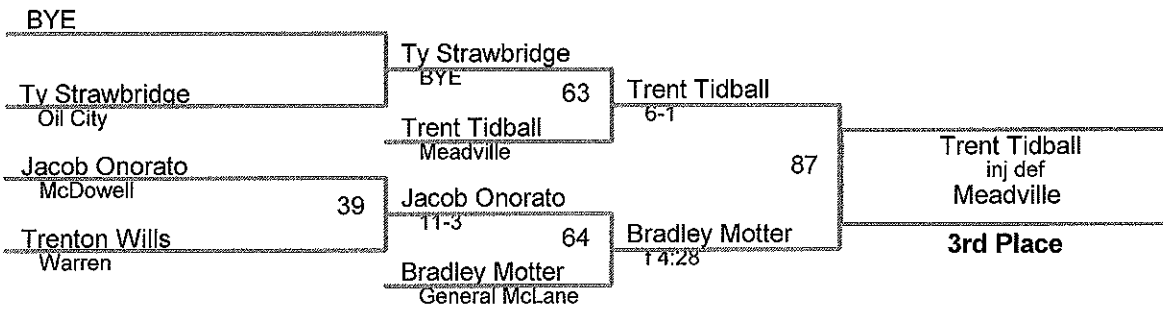 BYE
Ty Strawbridge
Oil City
Jacob Onorato
McDowell
Trenton Wills
Warren
39
Ty Strawbridge
BYE
Trent Tidball
Meadville
63
Jacob Onorato
11-3
Bradley Motter
General McLane
64
Trent Tidball
6-1
Bradley Motter
f 4:28
87
Trent Tidball
inj def
Meadville
3rd Place